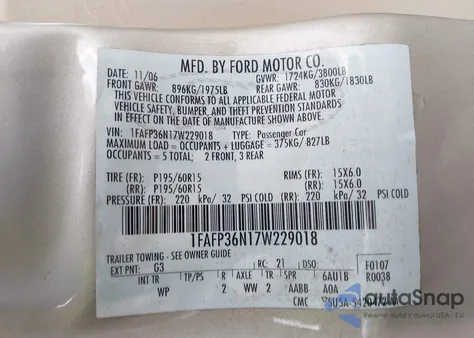 MFD. BY FORD MOTOR CO.
DATE: 11/06 GVWR: 1724KG/3800LB
FRONT GAWR: 896KG/1975LB REAR GAWR: 830KG/1830LB
THIS VEHICLE CONFORMS TO ALL APPLICABLE FEDERAL MOTOR
VEHICLE SAFETY, BUMPER, AND THEFT PREVENTION STANDARDS
IN EFFECT ON THE DATE OF MANUFACTURE SHOWN ABOVE.
VIN: 1FAFP36N17W229018 TYPE: Passenger Car
MAXIMUM LOAD = OCCUPANTS + LUGGAGE = 375KG/ 827LB
OCCUPANTS = 5 TOTAL; 2 FRONT, 3 REAR
TIRE (FR): P195/60R15 RIMS (FR): 15X6.0
(RR): P195/60R15 (RR): 15X6.0
PRESSURE (FR): 220 kPa/ 32 PSI COLD (RR): 220 kPa/ 32 PSI COLD
1FAFP36N17W229018
TRAILER TOWING - SEE OWNER GUIDE
EXT PNT: G3 RC: 21 DSO: F0107
INT TR TP/PS R AXLE TR SPR 6AU1B R0038
WP 2 WW 2 AABB A0A
CMC
autoSnap
Pewne auta z aukcji z USA i EU